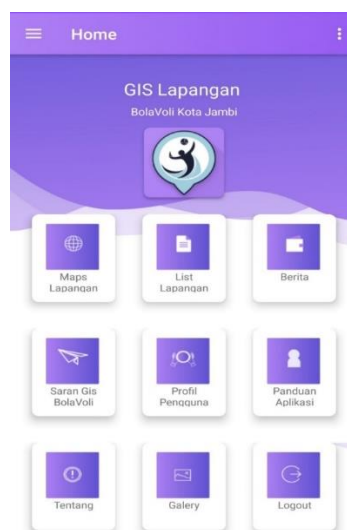 Home
GIS Lapangan
BolaVoli Kota Jambi
Maps
Lapangan
List
Lapangan
Berita
Saran Gis
BolaVoli
Profil
Pengguna
Panduan
Aplikasi
Tentang
Galery
Logout